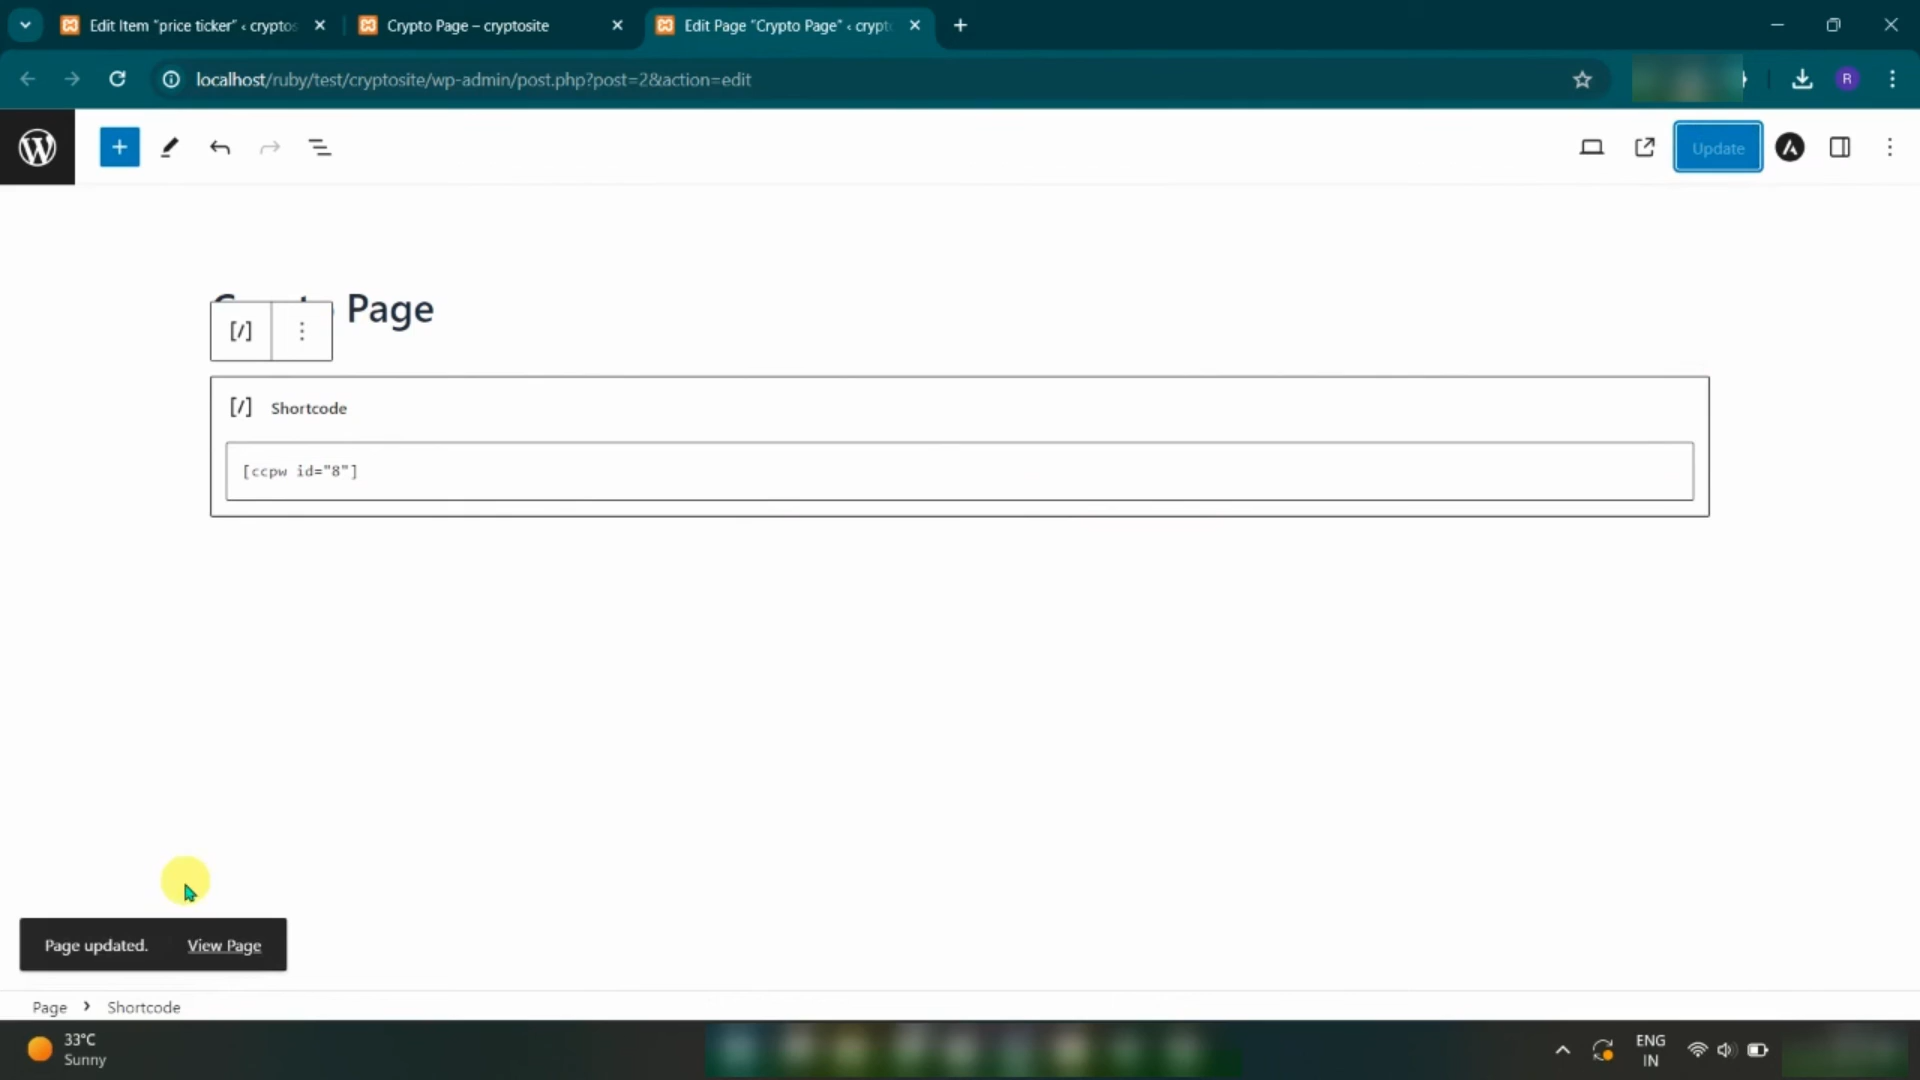 Edit Item "price ticker" ‹ cryptos
Crypto Page – cryptosite
Edit Page "Crypto Page" ‹ crypt
localhost/ruby/test/cryptosite/wp-admin/post.php?post=2&action=edit
R
Update
Page
[/]
[/] Shortcode
[ccpw id="8"]
Page updated. View Page
Page › Shortcode
33°C
Sunny
ENG
IN